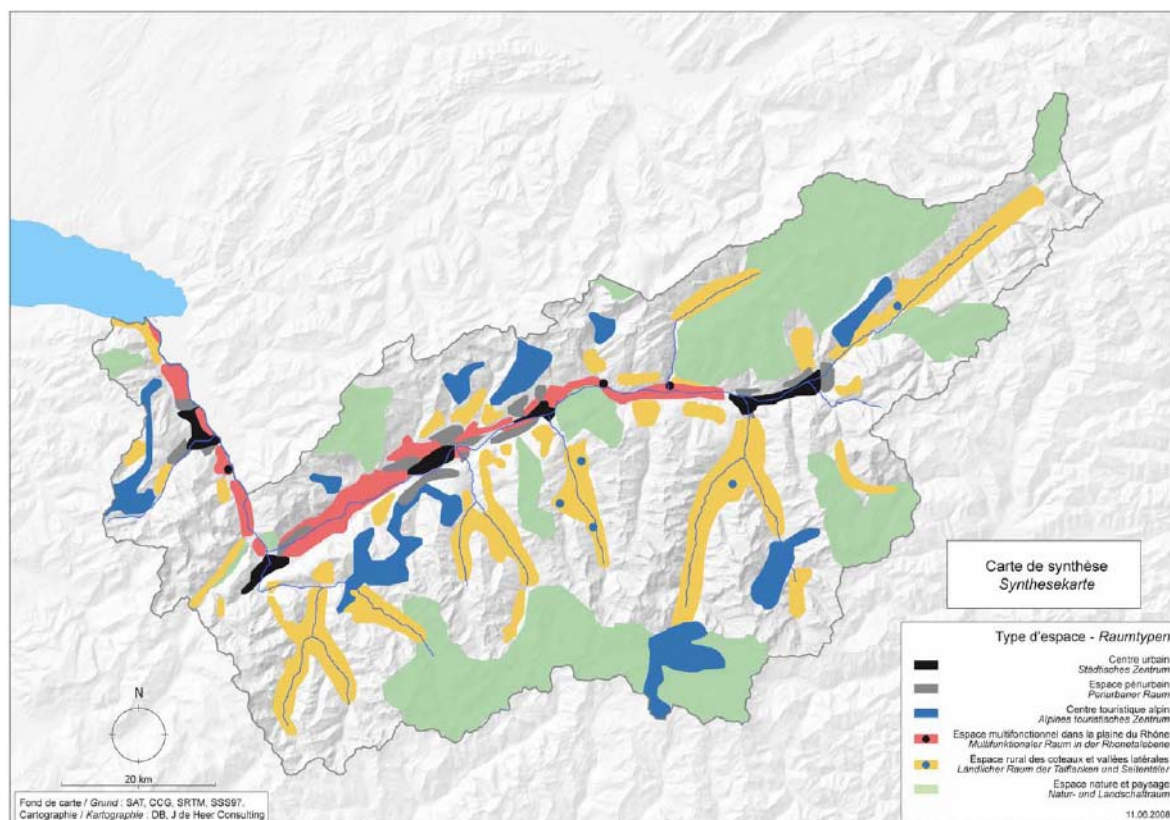 Carte de synthèse
Synthesekarte
Type d'espace - Raumtypen
Centre urbain
Städtisches Zentrum
Espace périurbain
Periurbaner Raum
Centre touristique alpin
Alpines touristisches Zentrum
Espace multifonctionnel dans la plaine du Rhône
Multifunktionaler Raum in der Rhonetalebene
Espace rural des coteaux et vallées latérales
Ländlicher Raum der Talflanken und Seitentäler
Espace nature et paysage
Natur- und Landschaftraum
11.06.2008
N
20 km
Fond de carte / Grund : SAT, CCG, SRTM, SSS97.
Cartographie / Kartographie : DB, J de Heer Consulting